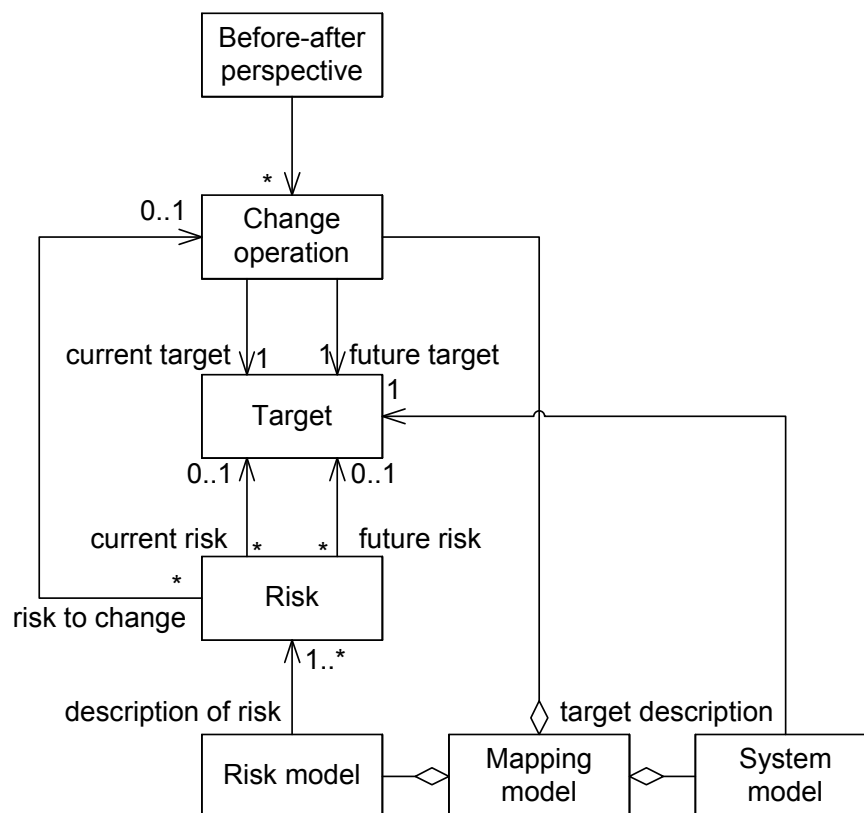 Before-after
perspective
*
0..1
Change
operation
current target
1
1
future target
1
Target
0..1
0..1
current risk
*
*
future risk
*
Risk
risk to change
1..*
description of risk
target description
Risk model
Mapping
model
System
model